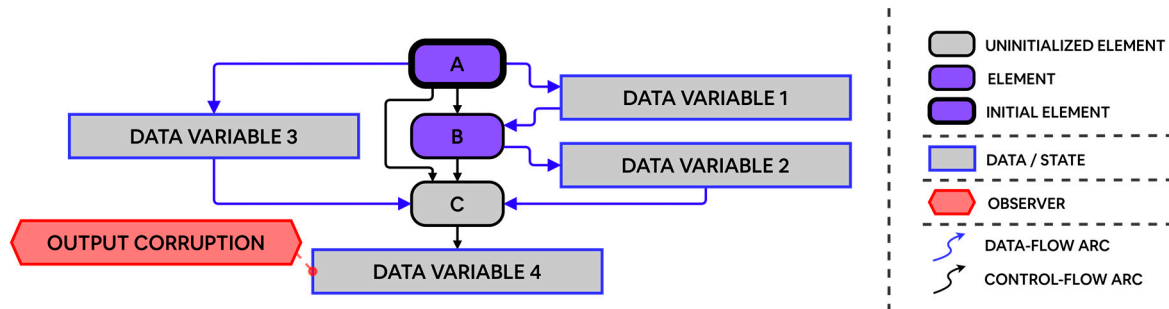 A
DATA VARIABLE 1
DATA VARIABLE 3
B
DATA VARIABLE 2
C
OUTPUT CORRUPTION
DATA VARIABLE 4
UNINITIALIZED ELEMENT
ELEMENT
INITIAL ELEMENT
DATA / STATE
OBSERVER
DATA-FLOW ARC
CONTROL-FLOW ARC